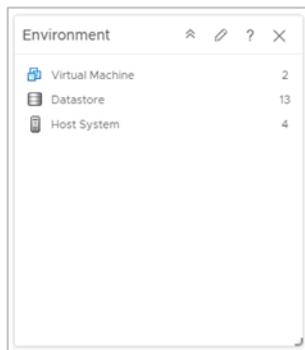 Environment ?
Virtual Machine 2
Datastore 13
Host System 4